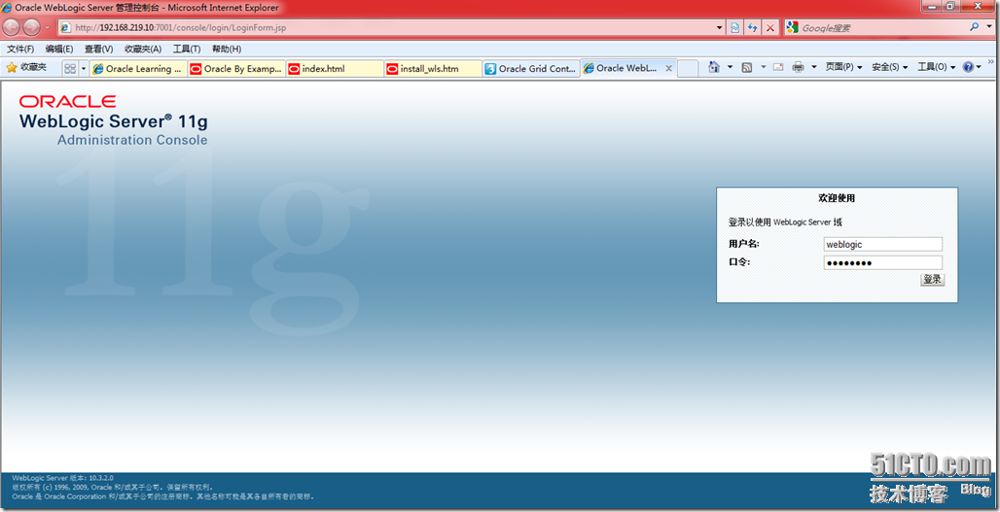 Oracle WebLogic Server 管理控制台 - Microsoft Internet Explorer
http://192.168.219.10:7001/console/login/LoginForm.jsp
Google搜索
文件(F) 编辑(E) 查看(V) 收藏夹(A) 工具(T) 帮助(H)
收藏夹 Oracle Learning ... Oracle By Examp... index.html install_wls.htm Oracle Grid Cont... Oracle WebL... 页面(P) 安全(S) 工具(O)
ORACLE
WebLogic Server® 11g
Administration Console
11g
欢迎使用
登录以使用 WebLogic Server 域
用户名: weblogic
口令: ●●●●●●●●
登录
WebLogic Server 版本: 10.3.2.0
版权所有 (c) 1996, 2009, Oracle 和/或其子公司。保留所有权利。
Oracle 是 Oracle Corporation 和/或其子公司的注册商标。其他名称可能是其各自所有者的商标。
51CTO.com
技术博客 Blog